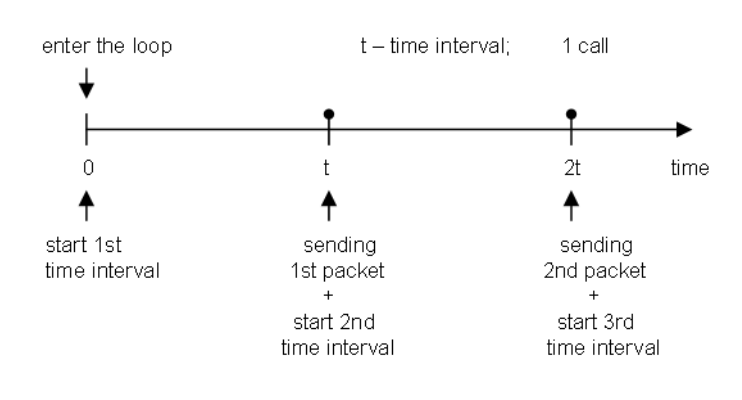 enter the loop
t – time interval; 1 call
0
t
2t
time
start 1st
time interval
sending
1st packet
+
start 2nd
time interval
sending
2nd packet
+
start 3rd
time interval